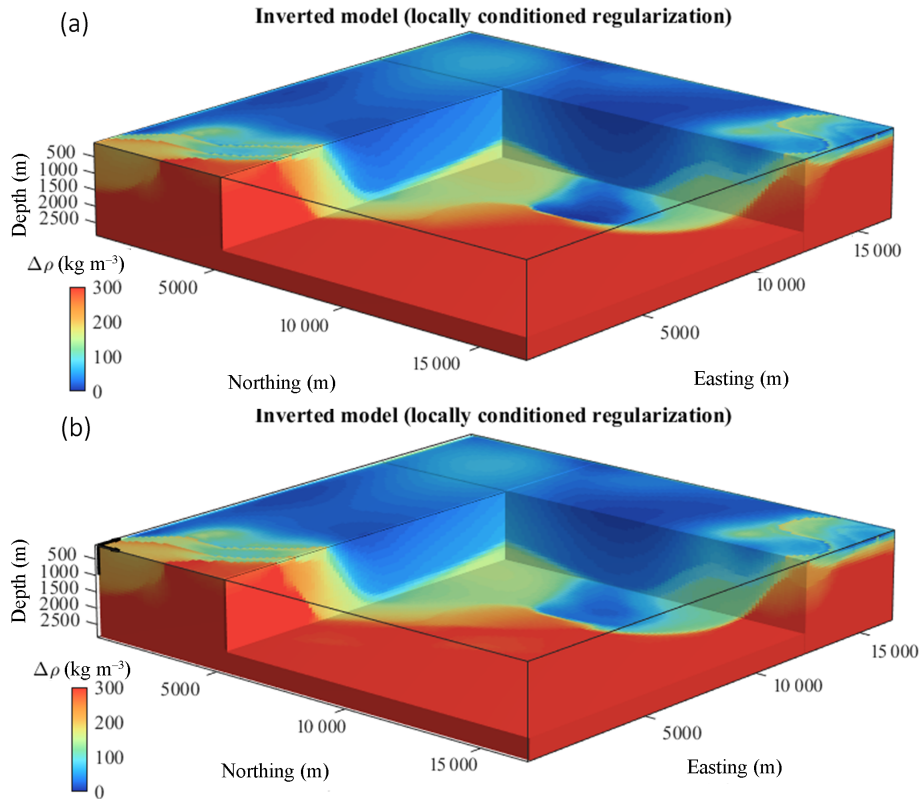 (a)
Inverted model (locally conditioned regularization)
Depth (m)
500
1000
1500
2000
2500
Δρ (kg m⁻³)
300
200
100
0
5000
10 000
15 000
Northing (m)
5000
10 000
15 000
Easting (m)
(b)
Inverted model (locally conditioned regularization)
Depth (m)
500
1000
1500
2000
2500
Δρ (kg m⁻³)
300
200
100
0
5000
10 000
15 000
Northing (m)
5000
10 000
15 000
Easting (m)